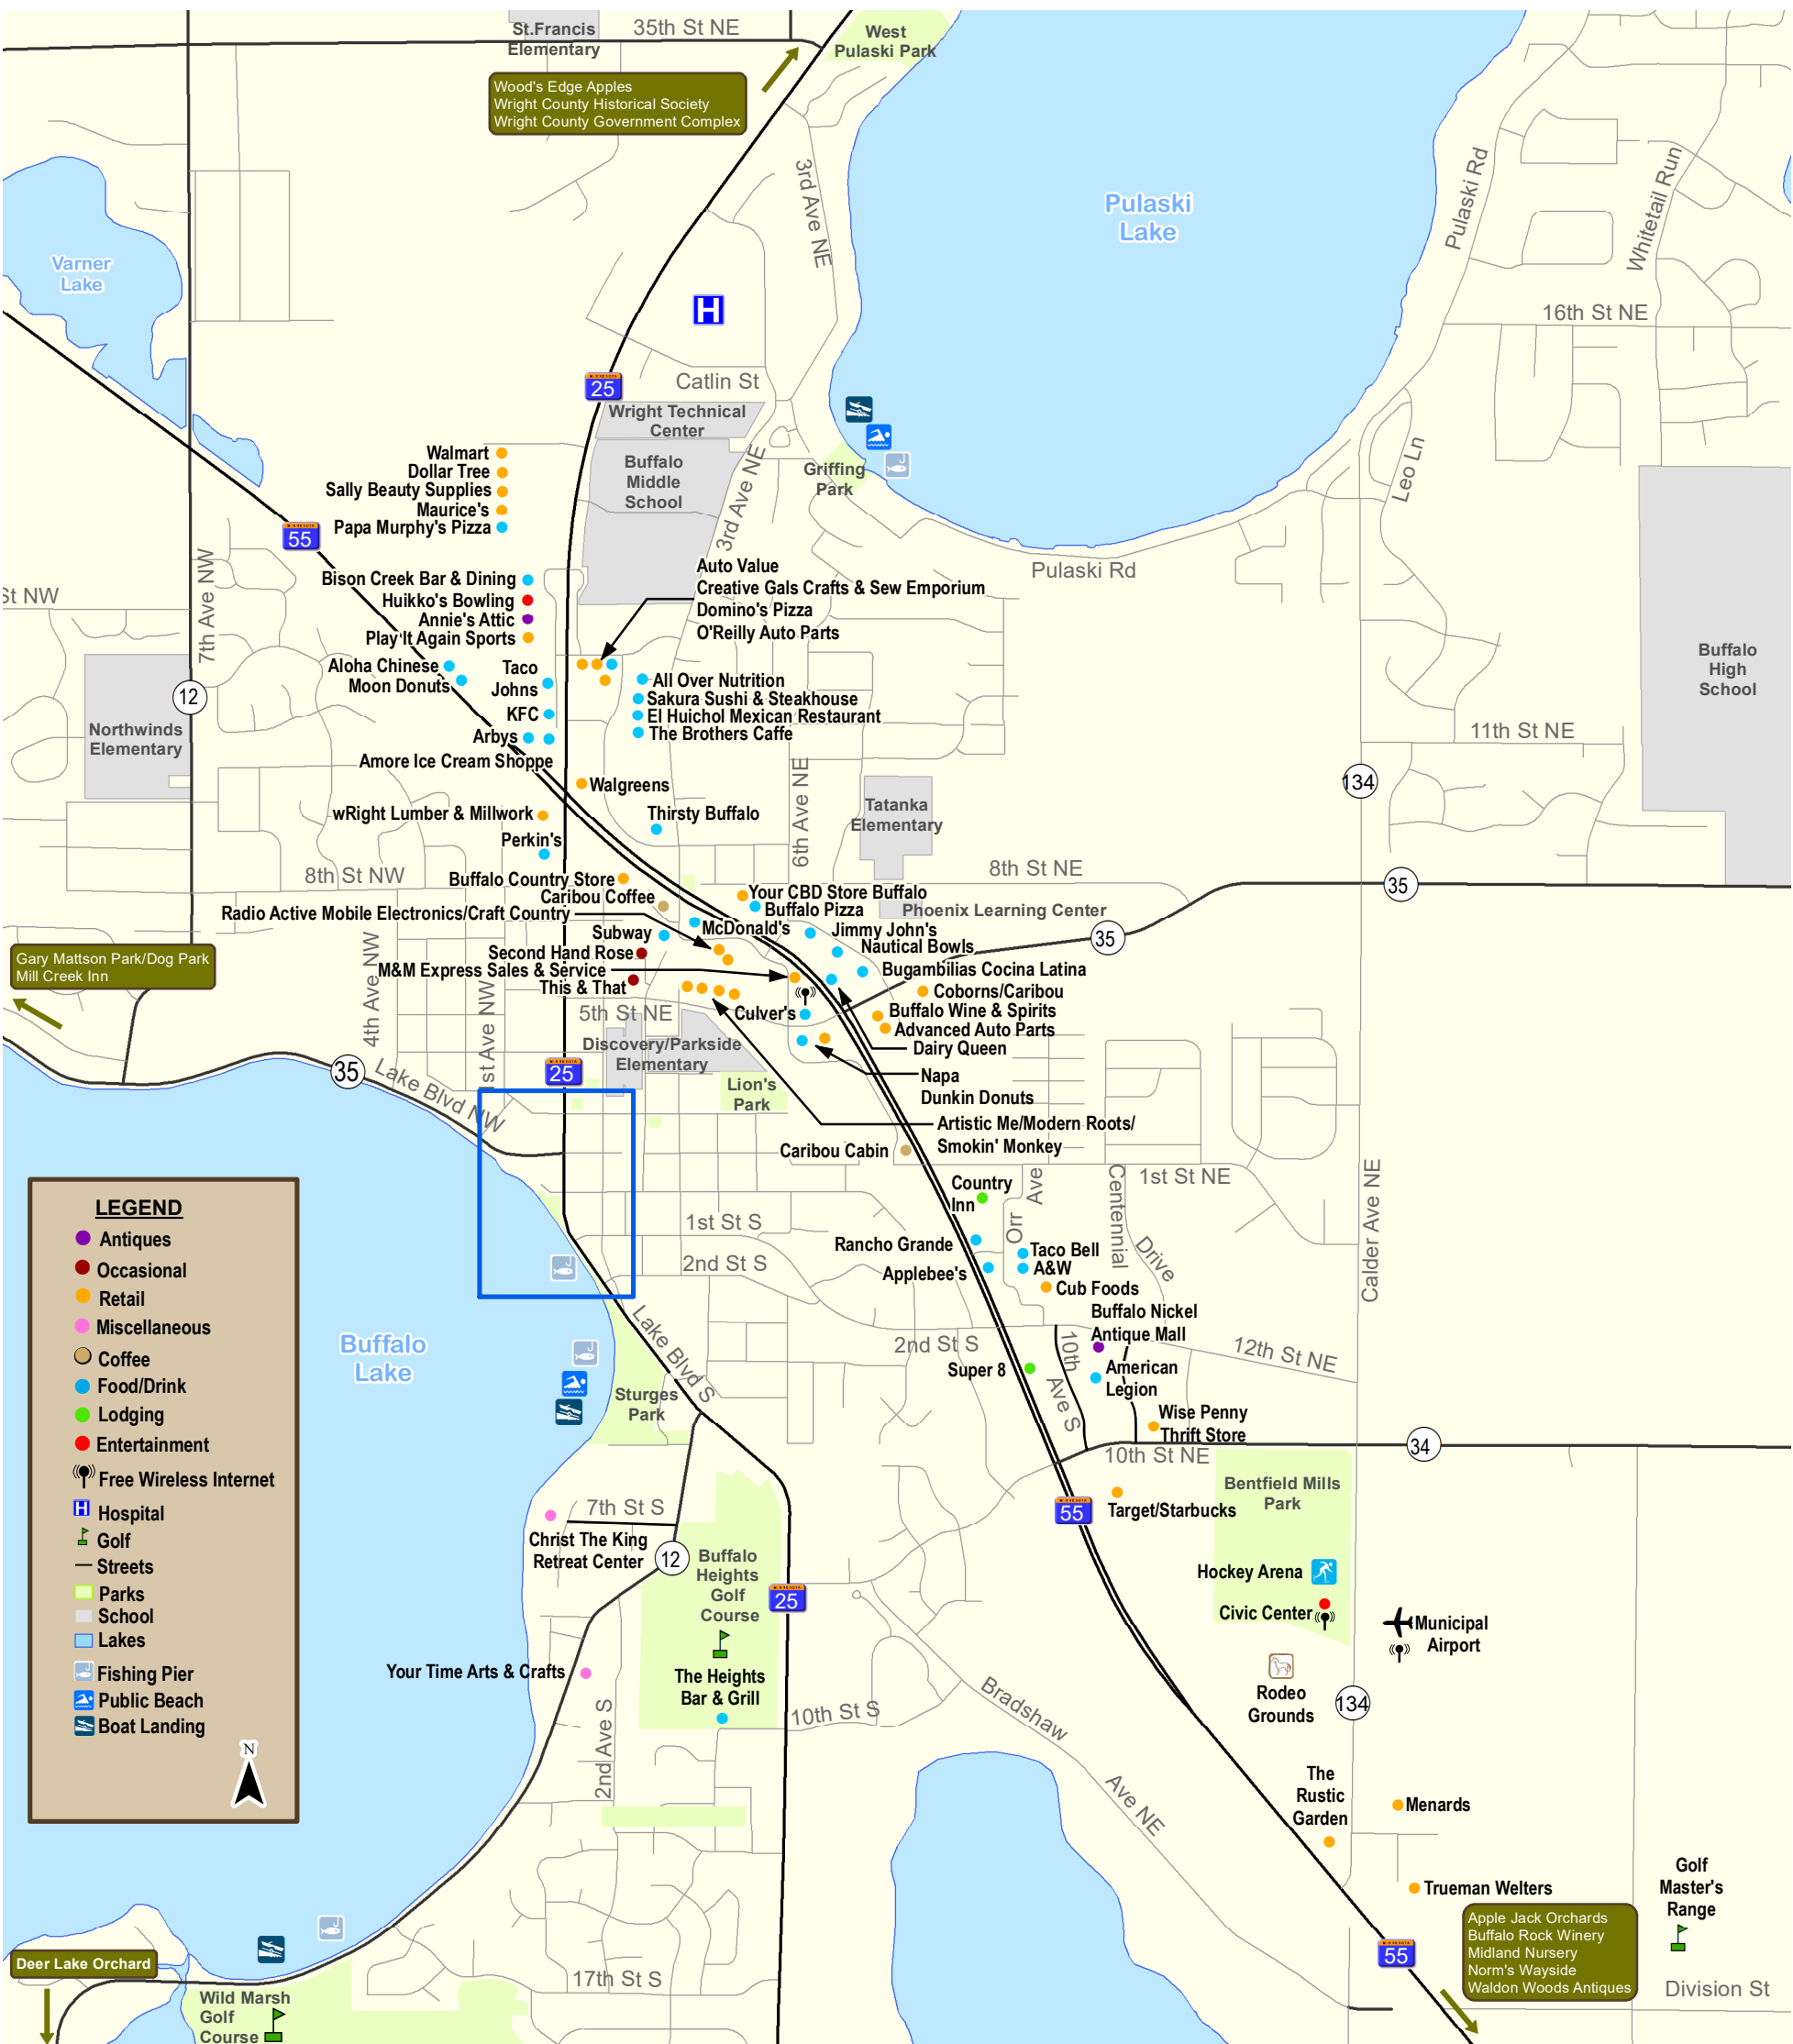 St.Francis
Elementary
35th St NE
West
Pulaski Park
Wood's Edge Apples
Wright County Historical Society
Wright County Government Complex
3rd Ave NE
Pulaski
Lake
Pulaski Rd
Whitetail Run
Varner
Lake
H
16th St NE
MINNESOTA
25
Catlin St
Wright Technical
Center
Buffalo
Middle
School
3rd Ave NE
Griffing
Park
Leo Ln
Walmart
Dollar Tree
Sally Beauty Supplies
Maurice's
Papa Murphy's Pizza
MINNESOTA
55
St NW
7th Ave NW
Bison Creek Bar & Dining
Huikko's Bowling
Annie's Attic
Play It Again Sports
Auto Value
Creative Gals Crafts & Sew Emporium
Domino's Pizza
O'Reilly Auto Parts
Pulaski Rd
Aloha Chinese
Moon Donuts
Taco
Johns
KFC
Arbys
Amore Ice Cream Shoppe
All Over Nutrition
Sakura Sushi & Steakhouse
El Huichol Mexican Restaurant
The Brothers Caffe
Buffalo
High
School
12
Northwinds
Elementary
11th St NE
134
Walgreens
wRight Lumber & Millwork
Thirsty Buffalo
Perkin's
6th Ave NE
Tatanka
Elementary
8th St NW
8th St NE
35
Buffalo Country Store
Caribou Coffee
Your CBD Store Buffalo
Buffalo Pizza
Phoenix Learning Center
Radio Active Mobile Electronics/Craft Country
McDonald's
Jimmy John's
35
Subway
Nautical Bowls
Second Hand Rose
M&M Express Sales & Service
This & That
Bugambilias Cocina Latina
Coborns/Caribou
Gary Mattson Park/Dog Park
Mill Creek Inn
4th Ave NW
1st Ave NW
5th St NE
Culver's
Buffalo Wine & Spirits
Advanced Auto Parts
Dairy Queen
Discovery/Parkside
Elementary
Napa
Dunkin Donuts
35
Lake Blvd NW
MINNESOTA
25
Lion's
Park
Artistic Me/Modern Roots/
Smokin' Monkey
Caribou Cabin
1st St NE
Country
Inn
Orr
Ave
Centennial
Drive
Calder Ave NE
1st St S
2nd St S
Rancho Grande
Applebee's
Taco Bell
A&W
Cub Foods
Buffalo Nickel
Antique Mall
Buffalo
Lake
Lake Blvd S
2nd St S
12th St NE
Super 8
10th
Ave S
American
Legion
Sturges
Park
Wise Penny
Thrift Store
10th St NE
34
LEGEND
Antiques
Occasional
Retail
Miscellaneous
Coffee
Food/Drink
Lodging
Entertainment
Free Wireless Internet
H Hospital
Golf
Streets
Parks
School
Lakes
Fishing Pier
Public Beach
Boat Landing
N
MINNESOTA
55
Target/Starbucks
Bentfield Mills
Park
7th St S
Christ The King
Retreat Center
12
Buffalo
Heights
Golf
Course
MINNESOTA
25
Hockey Arena
Civic Center
Municipal
Airport
Your Time Arts & Crafts
The Heights
Bar & Grill
2nd Ave S
10th St S
Bradshaw
Ave NE
Rodeo
Grounds
134
The
Rustic
Garden
Menards
Trueman Welters
Golf
Master's
Range
Apple Jack Orchards
Buffalo Rock Winery
Midland Nursery
Norm's Wayside
Waldon Woods Antiques
MINNESOTA
55
Division St
Deer Lake Orchard
17th St S
Wild Marsh
Golf
Course